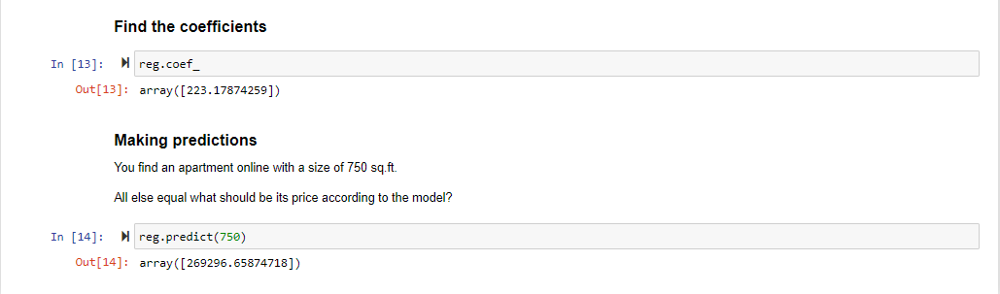 Find the coefficients
In [13]: reg.coef_
Out[13]: array([223.17874259])
Making predictions
You find an apartment online with a size of 750 sq.ft.
All else equal what should be its price according to the model?
In [14]: reg.predict(750)
Out[14]: array([269296.65874718])